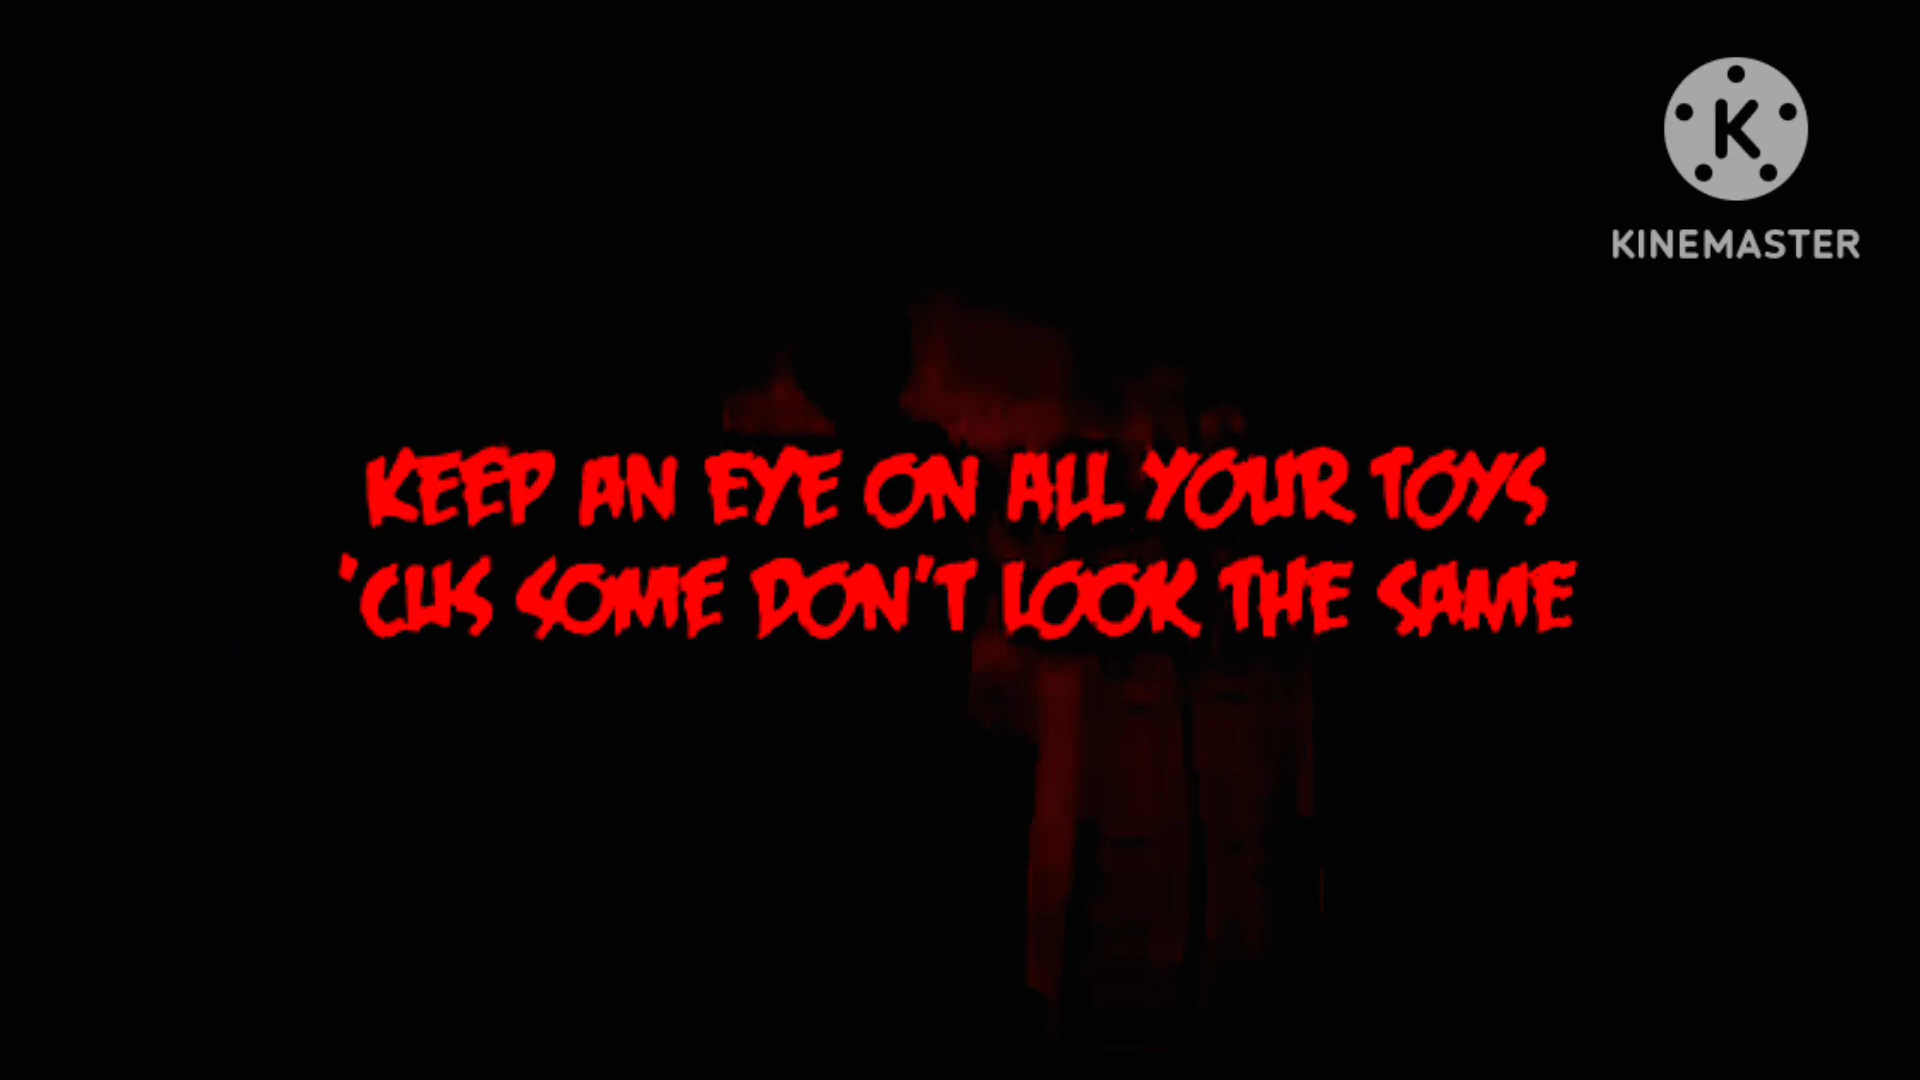 K
KINEMASTER
KEEP AN EYE ON ALL YOUR TOYS
'CUS SOME DON'T LOOK THE SAME